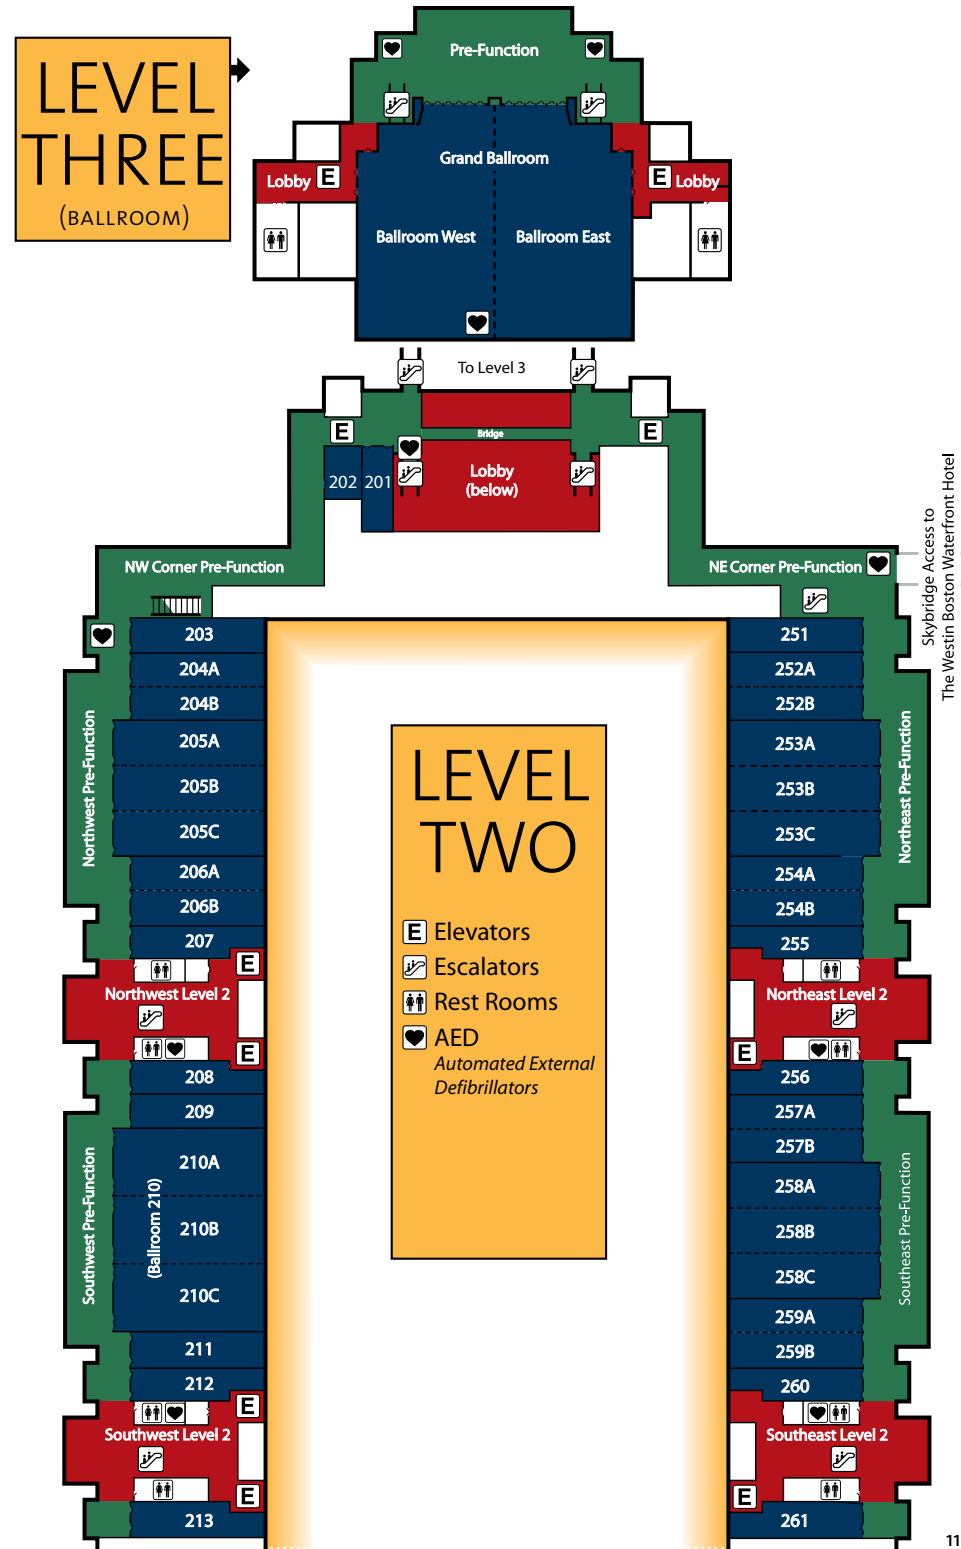 LEVEL
THREE
(BALLROOM)
Pre-Function
Grand Ballroom
Lobby
E
E
Lobby
Ballroom West
Ballroom East
To Level 3
E
E
Bridge
Lobby
(below)
202
201
Skybridge Access to
The Westin Boston Waterfront Hotel
NW Corner Pre-Function
NE Corner Pre-Function
203
204A
204B
205A
205B
205C
206A
206B
207
Northwest Pre-Function
E
Northwest Level 2
E
208
209
210A
210B
210C
(Ballroom 210)
211
212
Southwest Pre-Function
E
Southwest Level 2
E
213
LEVEL
TWO
E Elevators
Escalators
Rest Rooms
AED
Automated External
Defibrillators
251
252A
252B
253A
253B
253C
254A
254B
255
Northeast Pre-Function
Northeast Level 2
E
256
257A
257B
258A
258B
258C
259A
259B
260
Southeast Pre-Function
Southeast Level 2
E
261
11